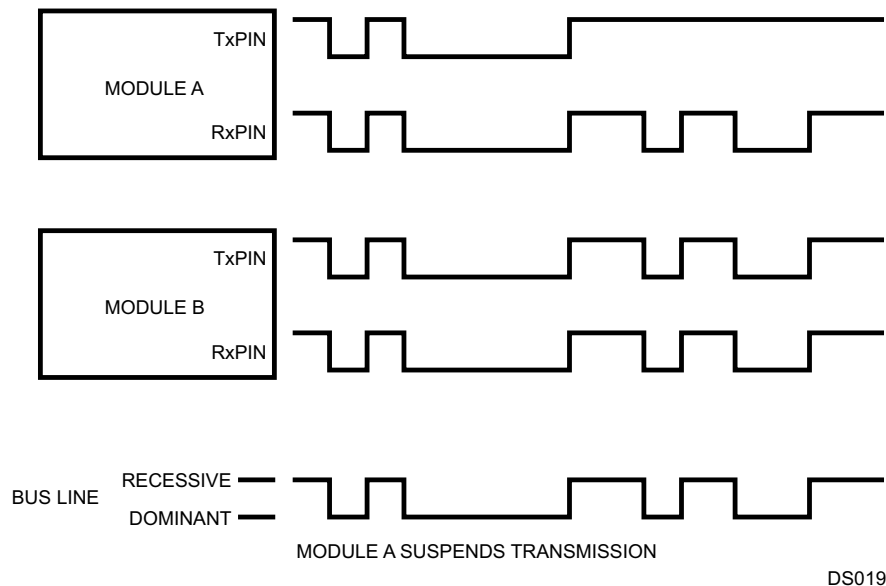 TxPIN
MODULE A
RxPIN
TxPIN
MODULE B
RxPIN
RECESSIVE
BUS LINE
DOMINANT
MODULE A SUSPENDS TRANSMISSION
DS019